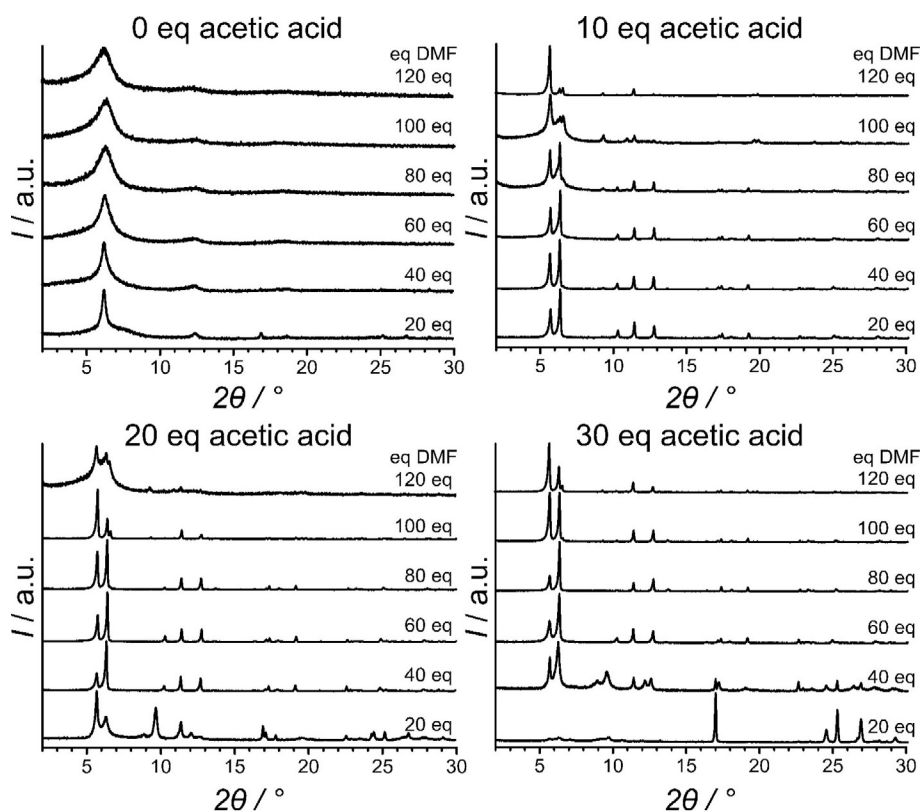 0 eq acetic acid
eq DMF
120 eq
100 eq
80 eq
60 eq
40 eq
20 eq
I / a.u.
5 10 15 20 25 30
2θ / °
10 eq acetic acid
eq DMF
120 eq
100 eq
80 eq
60 eq
40 eq
20 eq
I / a.u.
5 10 15 20 25 30
2θ / °
20 eq acetic acid
eq DMF
120 eq
100 eq
80 eq
60 eq
40 eq
20 eq
I / a.u.
5 10 15 20 25 30
2θ / °
30 eq acetic acid
eq DMF
120 eq
100 eq
80 eq
60 eq
40 eq
20 eq
I / a.u.
5 10 15 20 25 30
2θ / °